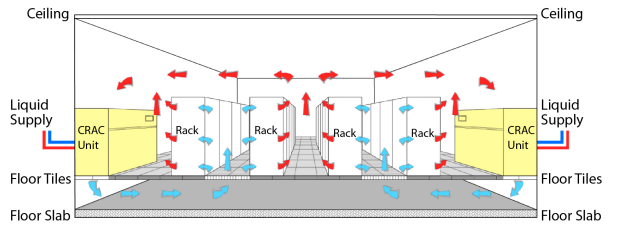 Ceiling
Ceiling
Liquid
Supply
Liquid
Supply
CRAC
Unit
Rack
Rack
Rack
Rack
CRAC
Unit
Floor Tiles
Floor Tiles
Floor Slab
Floor Slab